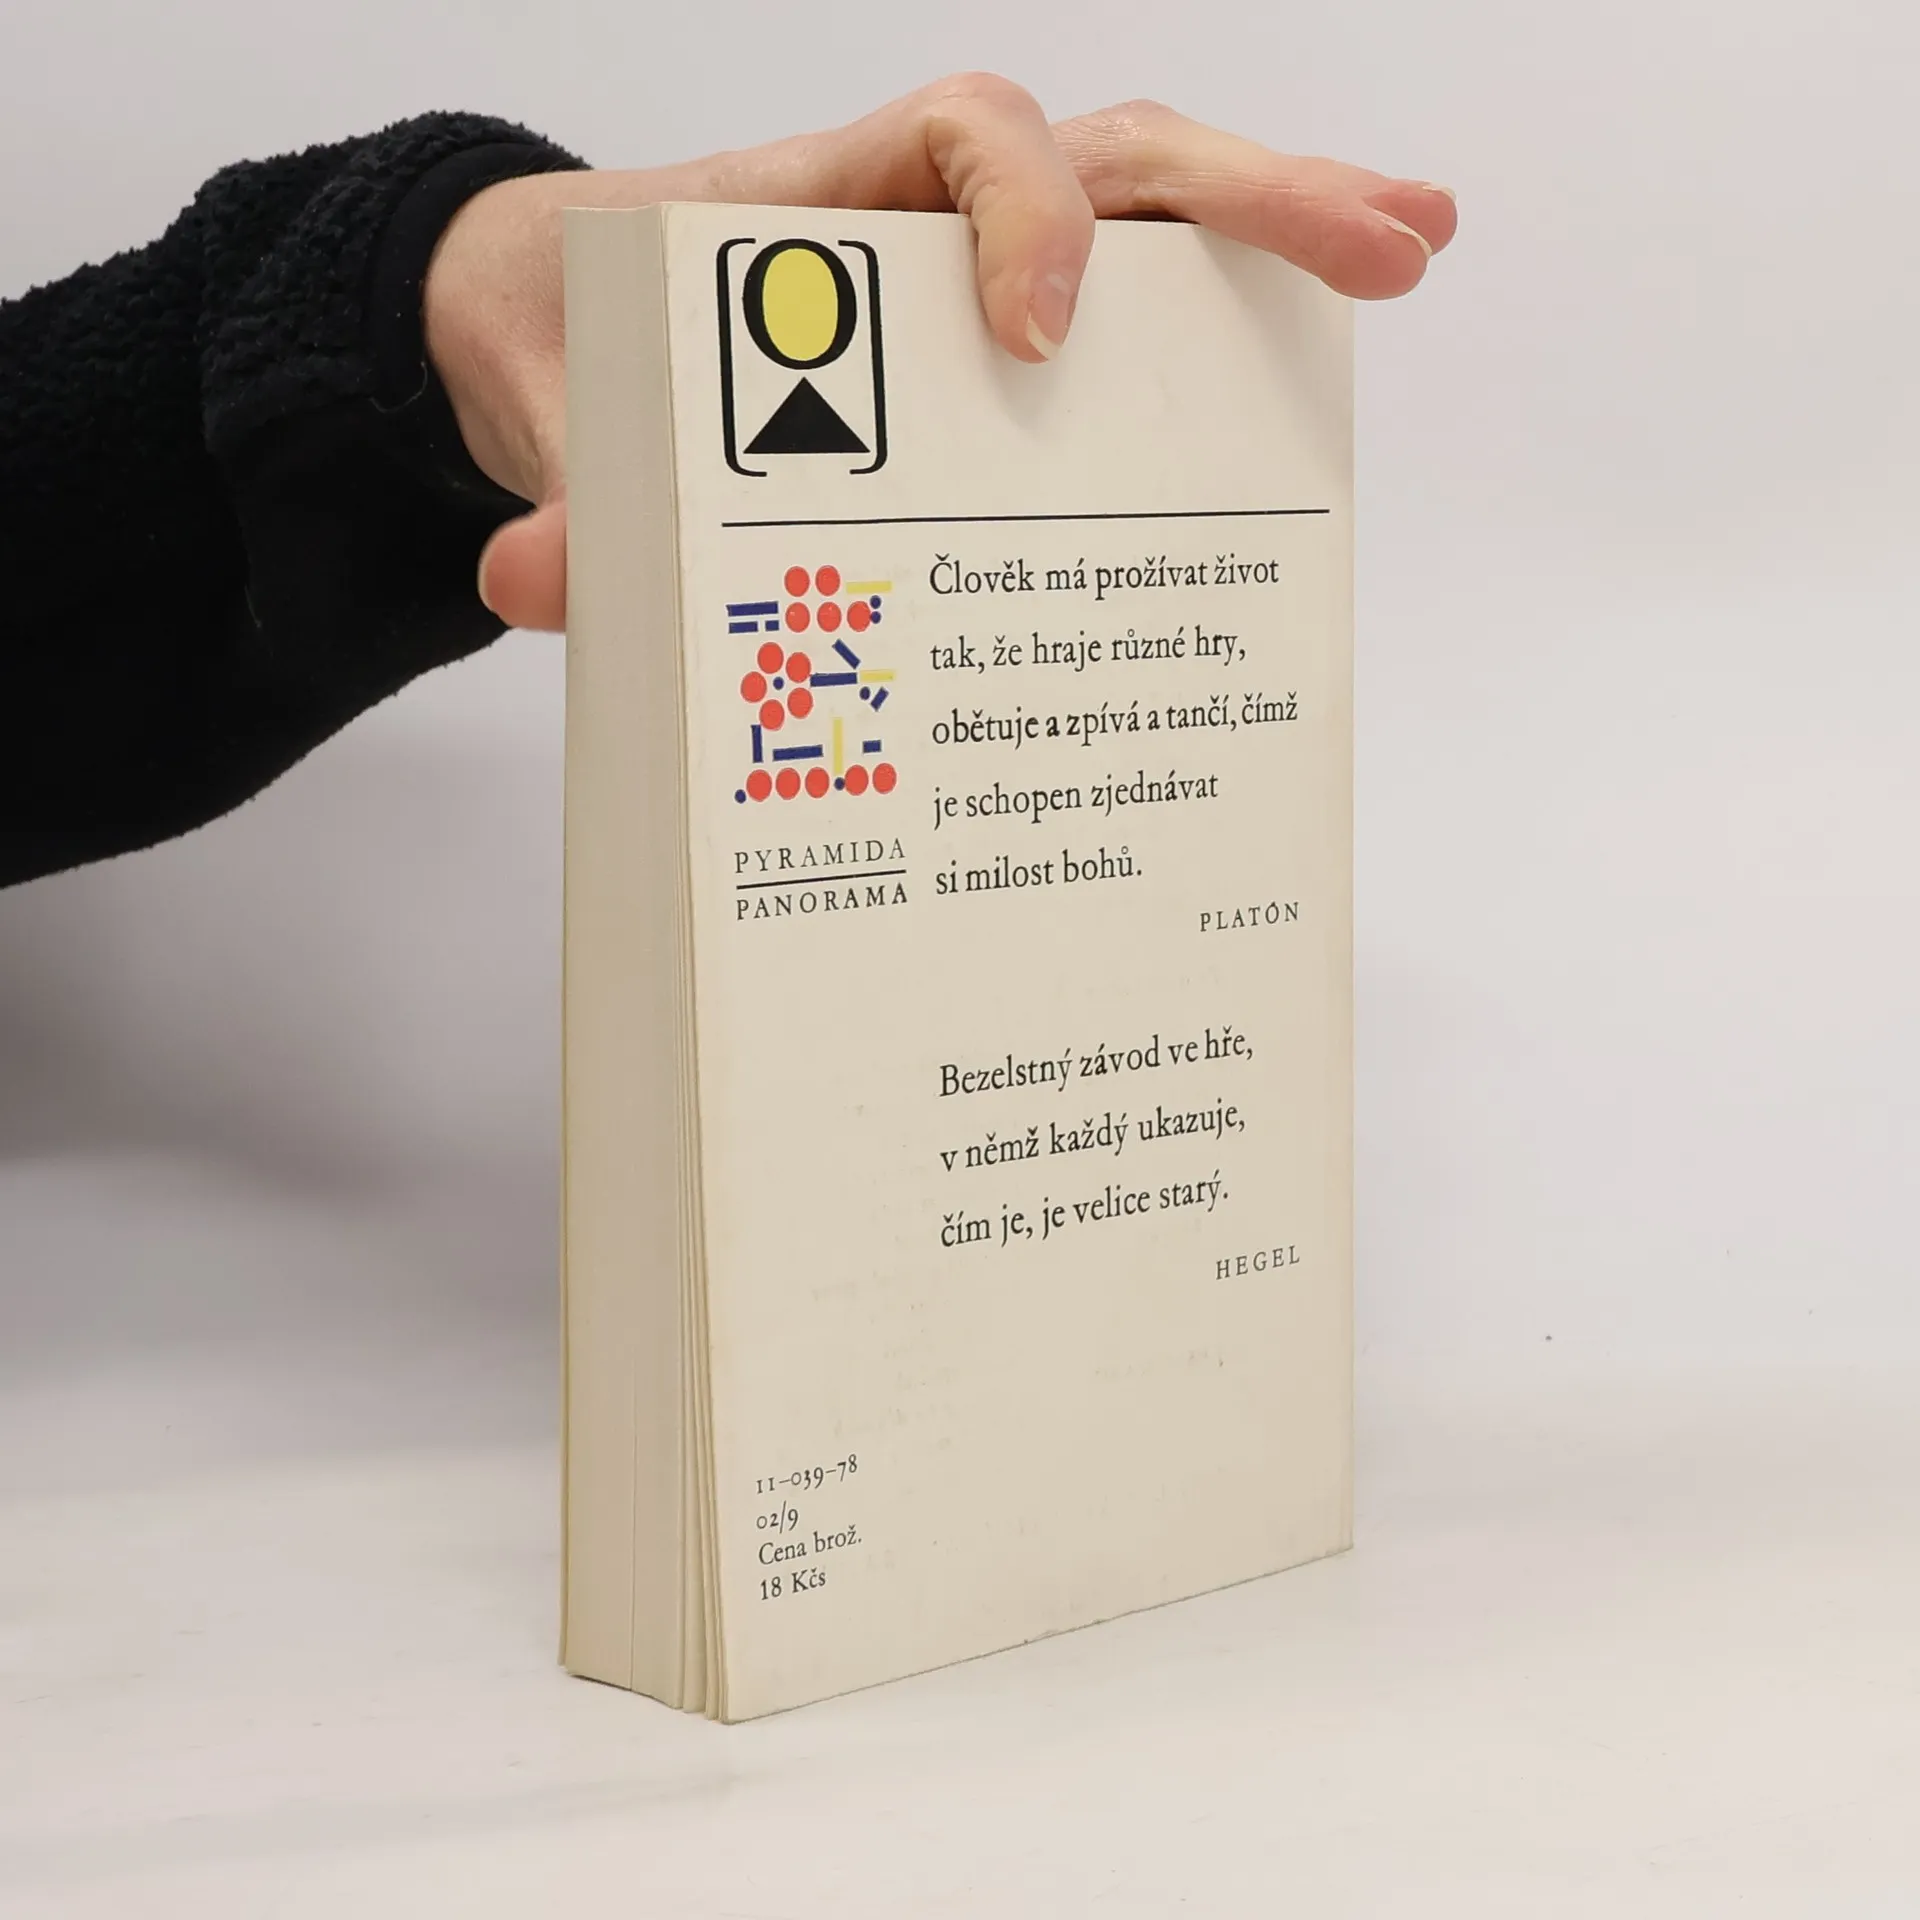 Člověk má prožívat život
tak, že hraje různé hry,
obětuje a zpívá a tančí, čímž
je schopen zjednávat
si milost bohů.
PLATÓN
PYRAMIDA
PANORAMA
Bezelstný závod ve hře,
v němž každý ukazuje,
čím je, je velice starý.
HEGEL
11–039–78
02/9
Cena brož.
18 Kčs